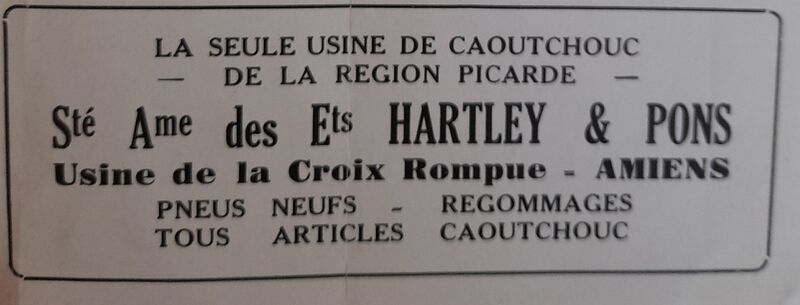 LA SEULE USINE DE CAOUTCHOUC
— DE LA REGION PICARDE —
Sté Ame des Ets HARTLEY & PONS
Usine de la Croix Rompue - AMIENS
PNEUS NEUFS - REGOMMAGES
TOUS ARTICLES CAOUTCHOUC